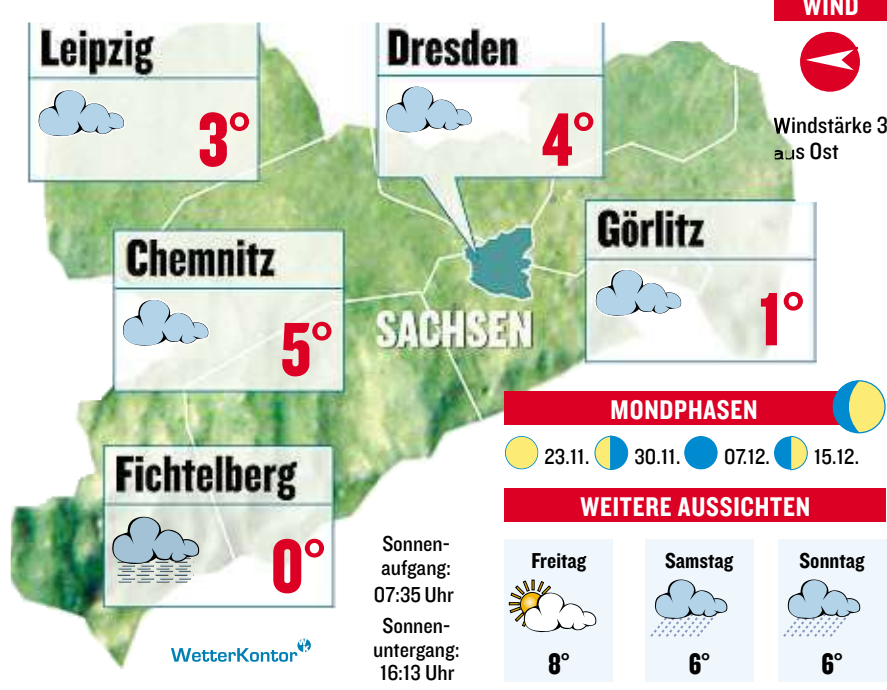 WIND
Leipzig
3°
Dresden
4°
Windstärke 3
aus Ost
Görlitz
1°
Chemnitz
5°
SACHSEN
MONDPHASEN
23.11. 30.11. 07.12. 15.12.
Fichtelberg
0°
WEITERE AUSSICHTEN
Sonnen-
aufgang:
07:35 Uhr
Sonnen-
untergang:
16:13 Uhr
Freitag
8°
Samstag
6°
Sonntag
6°
WetterKontor